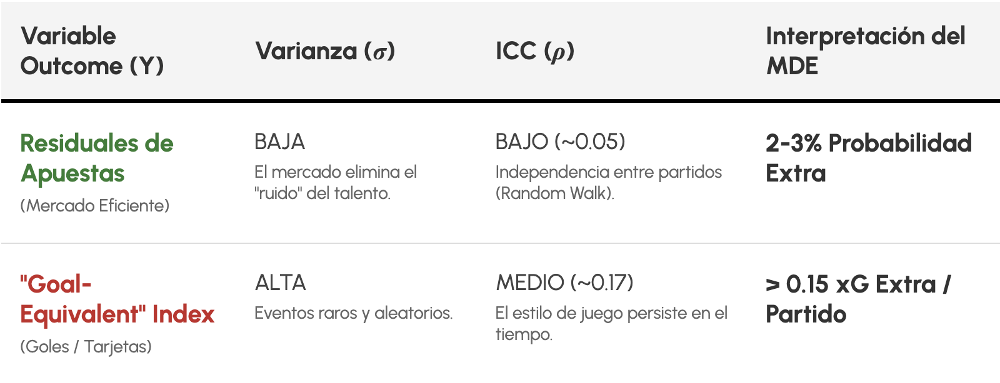 Variable
Outcome (Y)
Varianza (σ)
ICC (ρ)
Interpretación del
MDE
Residuales de
Apuestas
(Mercado Eficiente)
BAJA
El mercado elimina el
"ruido" del talento.
BAJO (~0.05)
Independencia entre partidos
(Random Walk).
2-3% Probabilidad
Extra
"Goal-
Equivalent" Index
(Goles / Tarjetas)
ALTA
Eventos raros y aleatorios.
MEDIO (~0.17)
El estilo de juego persiste en el
tiempo.
> 0.15 xG Extra /
Partido